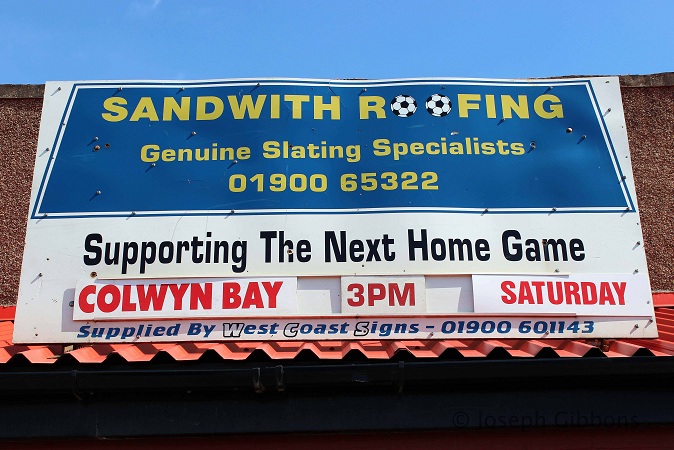 SANDWITH ROOFING
Genuine Slating Specialists
01900 65322
Supporting The Next Home Game
COLWYN BAY 3PM SATURDAY
Supplied By West Coast Signs - 01900 601143
© Joseph Gibbons